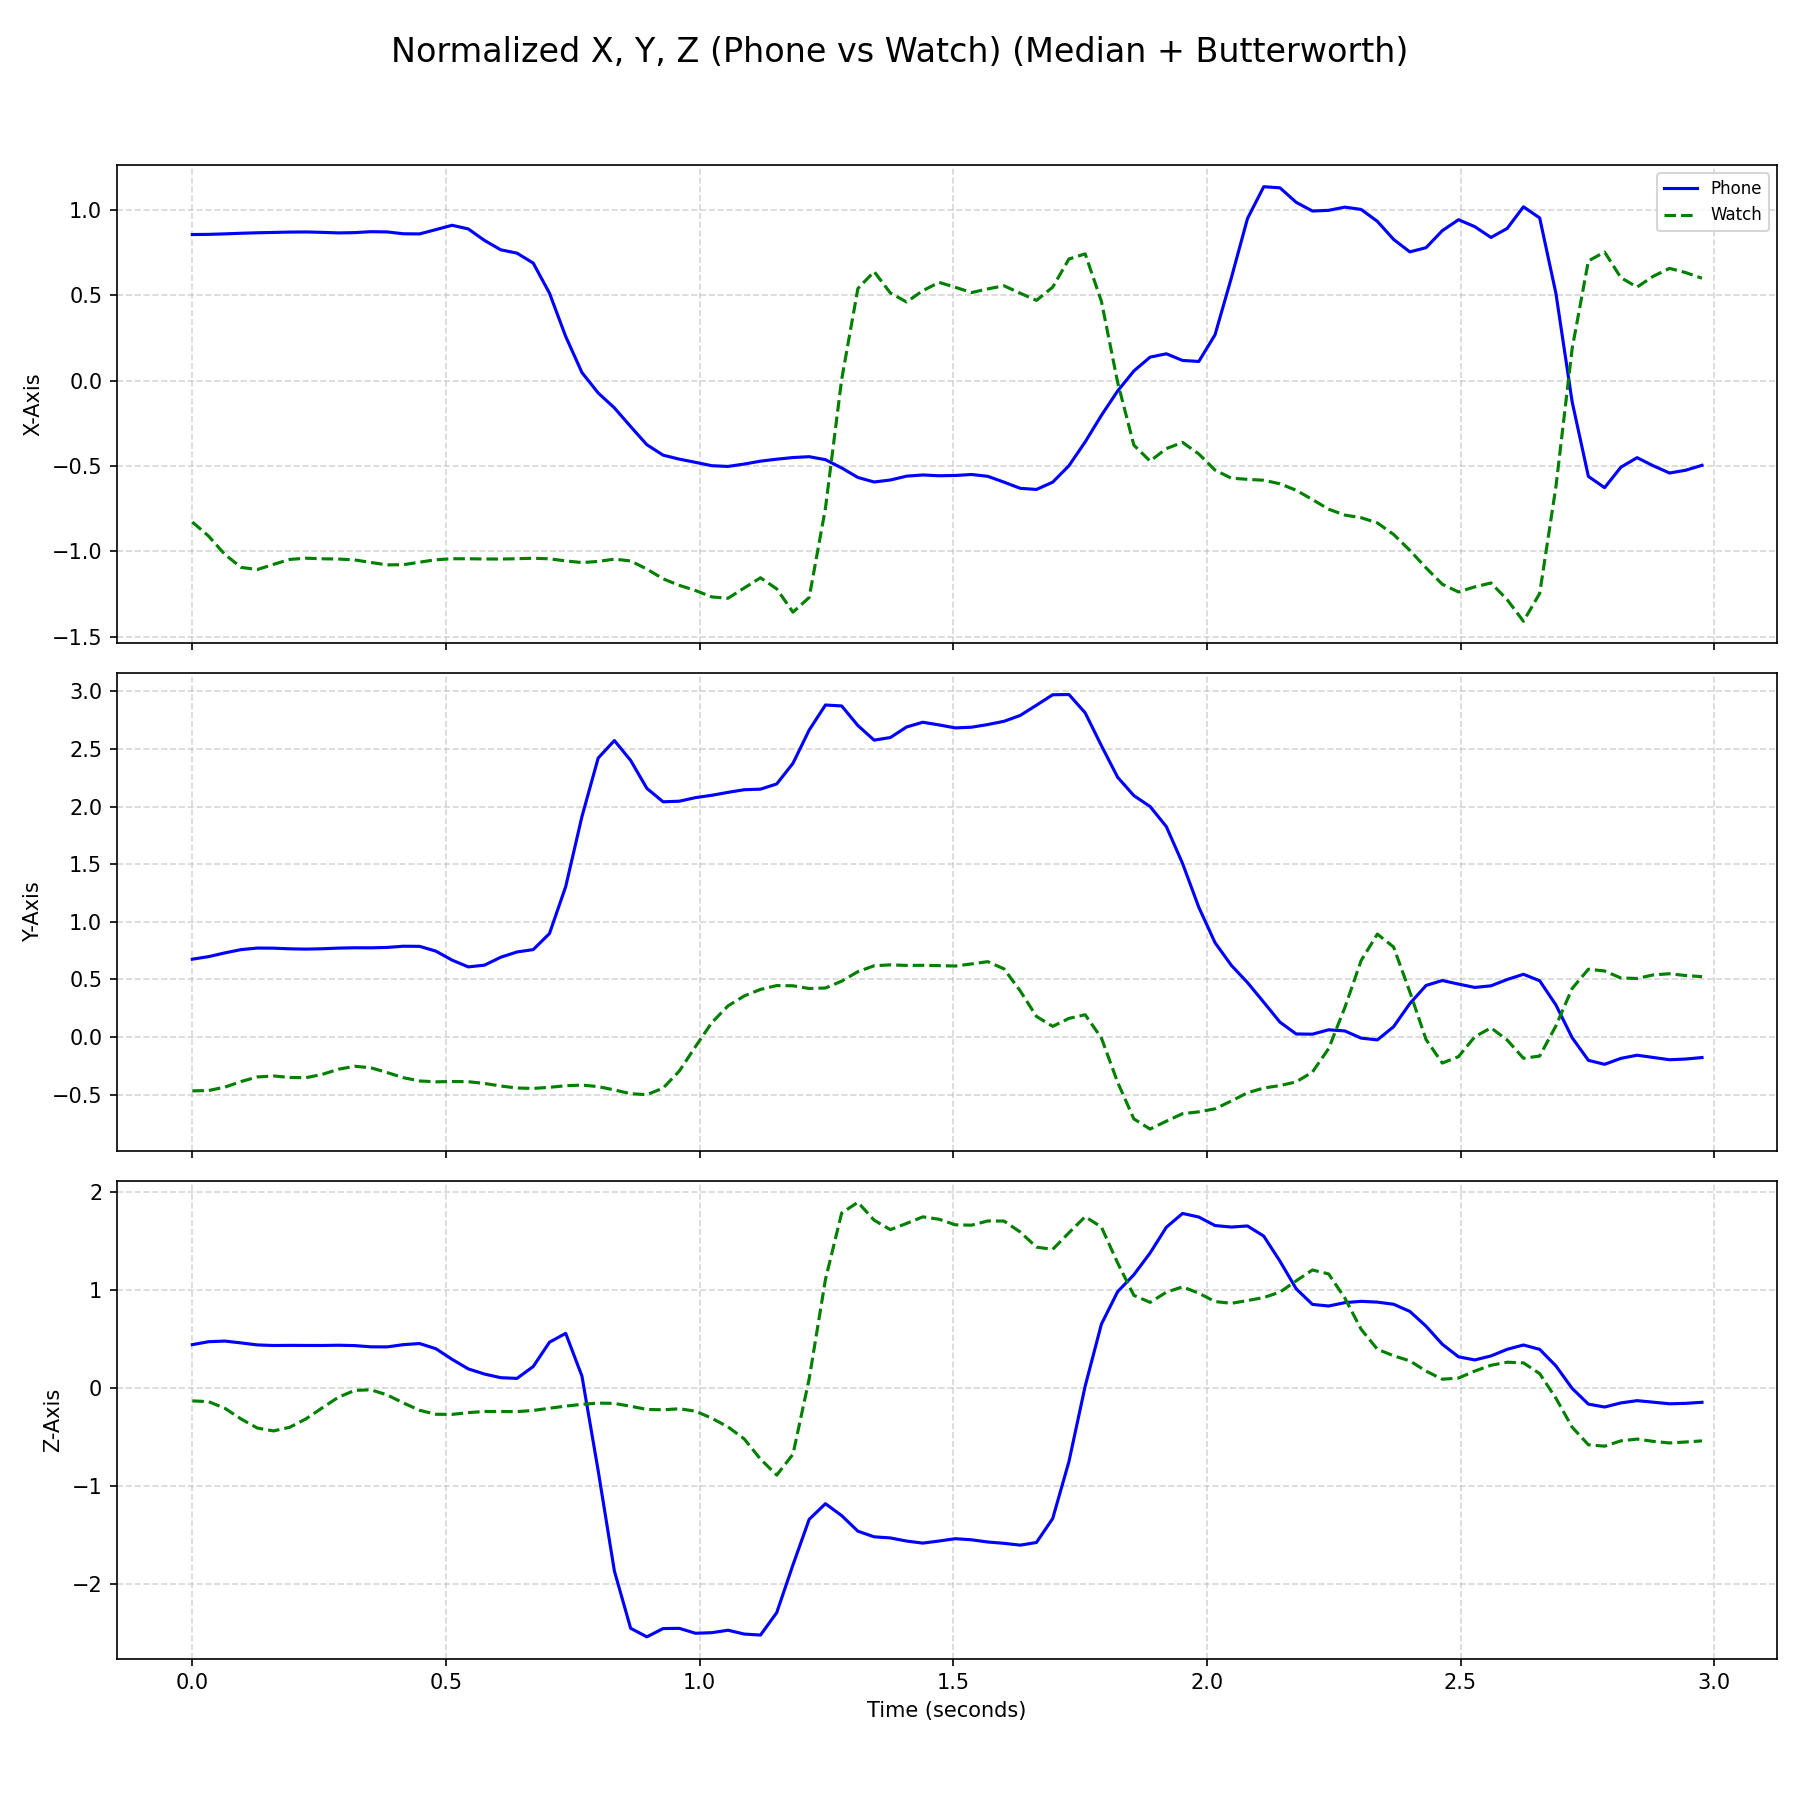 Normalized X, Y, Z (Phone vs Watch) (Median + Butterworth)
Phone
Watch
1.0
0.5
0.0
−0.5
−1.0
−1.5
X-Axis
3.0
2.5
2.0
1.5
1.0
0.5
0.0
−0.5
Y-Axis
2
1
0
−1
−2
Z-Axis
0.0 0.5 1.0 1.5 2.0 2.5 3.0
Time (seconds)